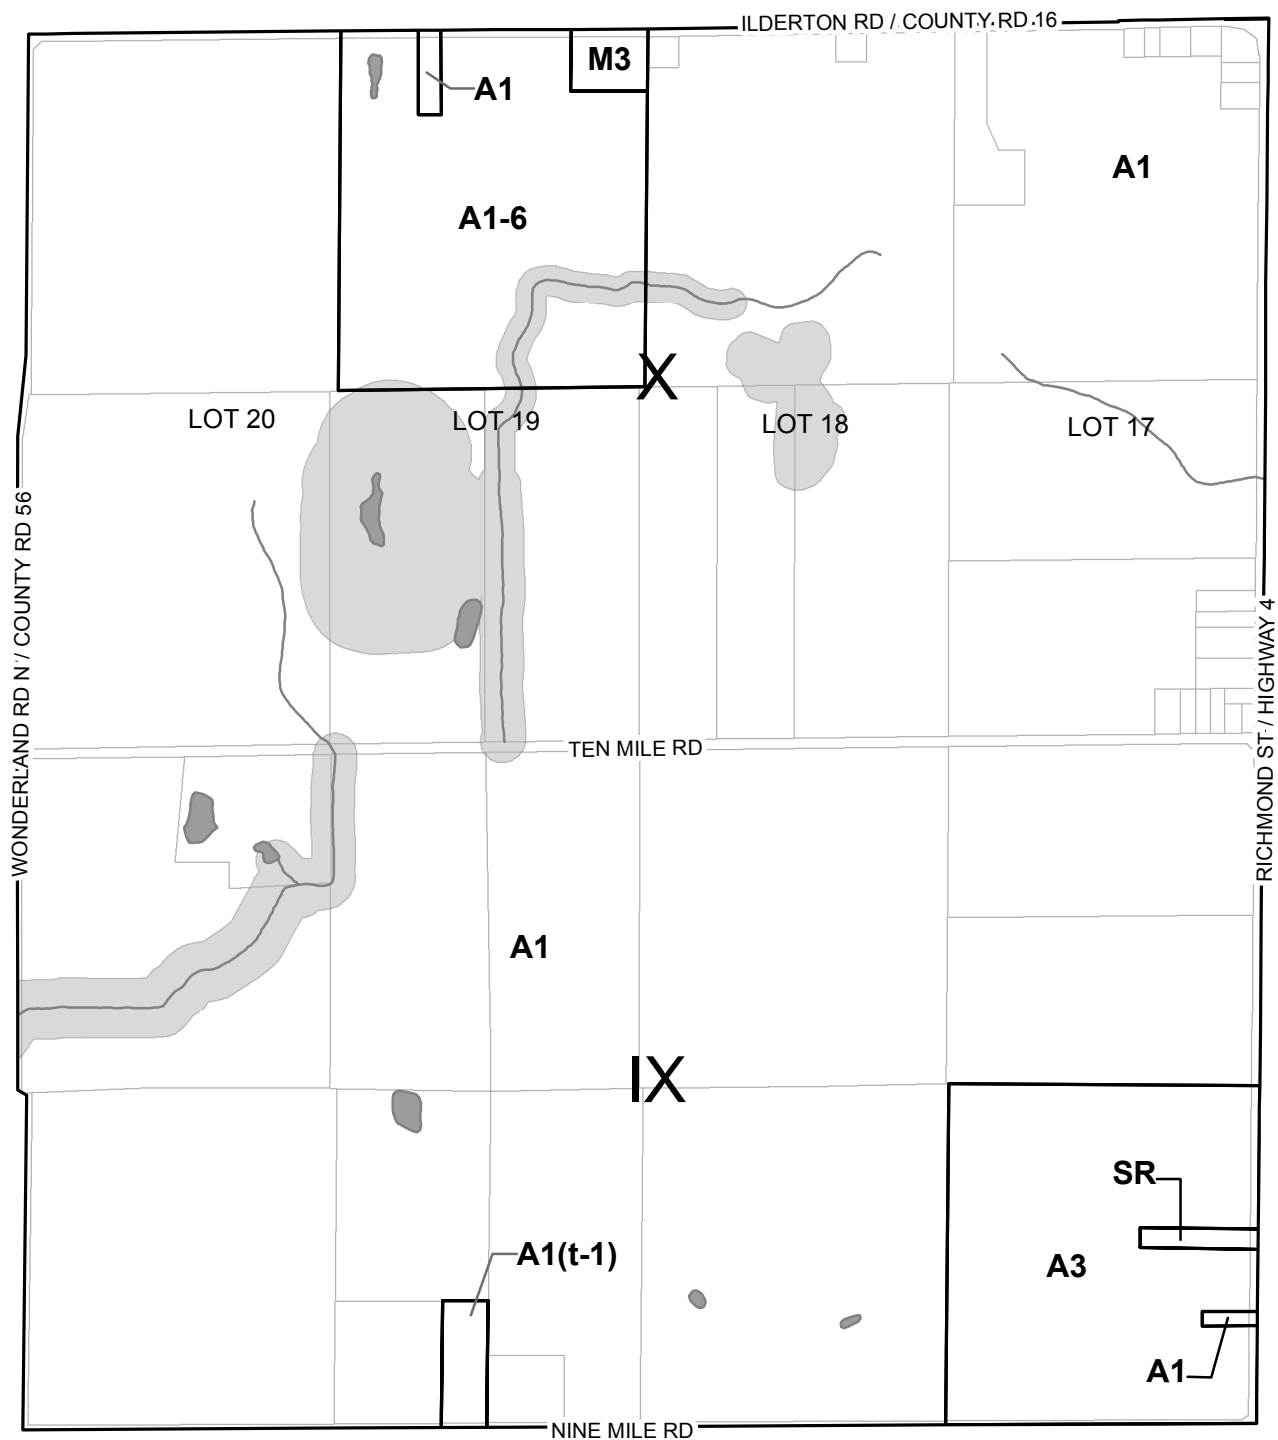 ILDERTON RD / COUNTY RD 16
M3
A1
A1
A1-6
X
LOT 20
LOT 19
LOT 18
LOT 17
WONDERLAND RD N / COUNTY RD 56
RICHMOND ST / HIGHWAY 4
TEN MILE RD
A1
IX
SR
A1(t-1)
A3
A1
NINE MILE RD